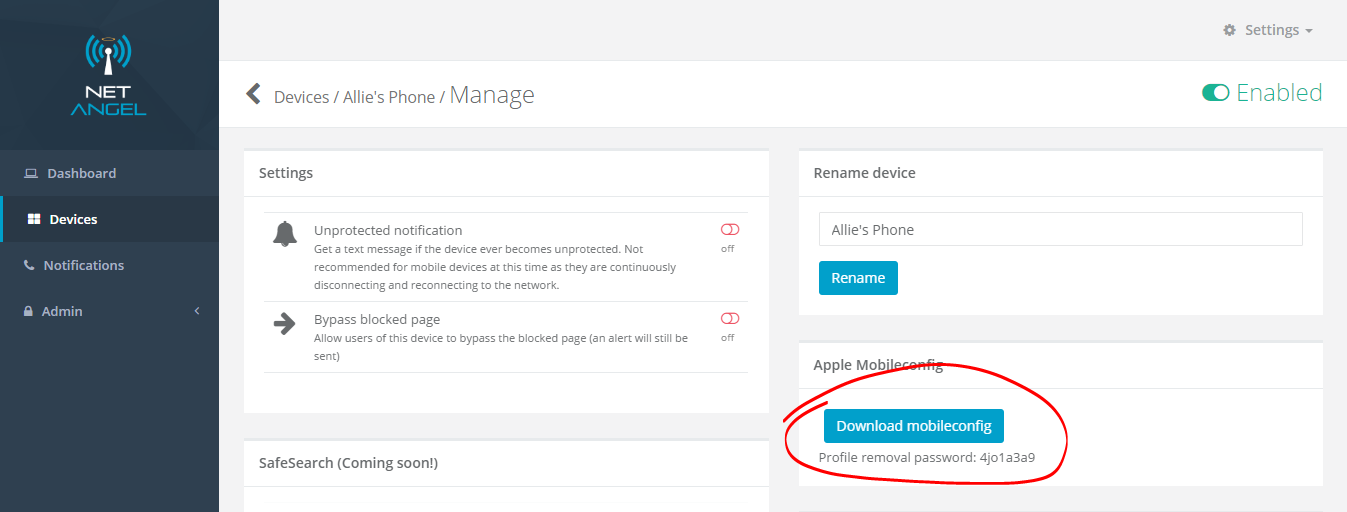 NET
ANGEL
Dashboard
Devices
Notifications
Admin
Settings
Devices / Allie's Phone / Manage
Enabled
Settings
Unprotected notification
Get a text message if the device ever becomes unprotected. Not
recommended for mobile devices at this time as they are continuously
disconnecting and reconnecting to the network.
off
Bypass blocked page
Allow users of this device to bypass the blocked page (an alert will still be
sent)
off
SafeSearch (Coming soon!)
Rename device
Allie's Phone
Rename
Apple Mobileconfig
Download mobileconfig
Profile removal password: 4jo1a3a9